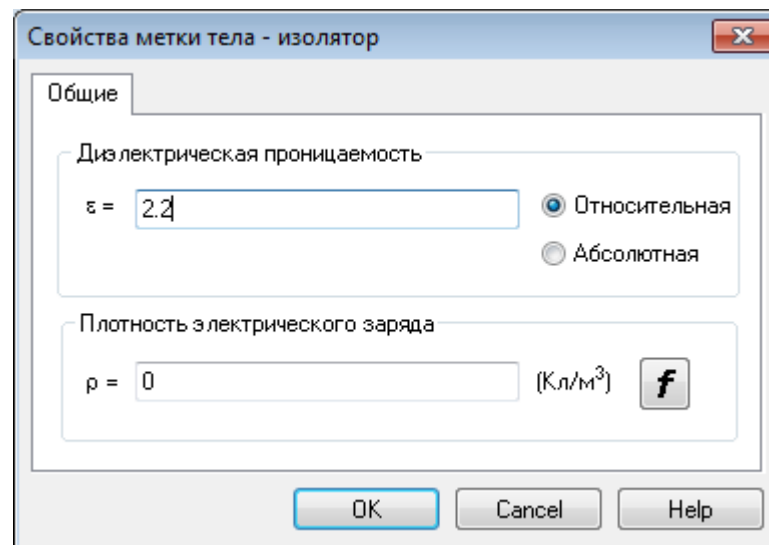 Свойства метки тела - изолятор
Общие
Диэлектрическая проницаемость
ε = 2.2
Относительная
Абсолютная
Плотность электрического заряда
ρ = 0 (Кл/м³) f
OK Cancel Help